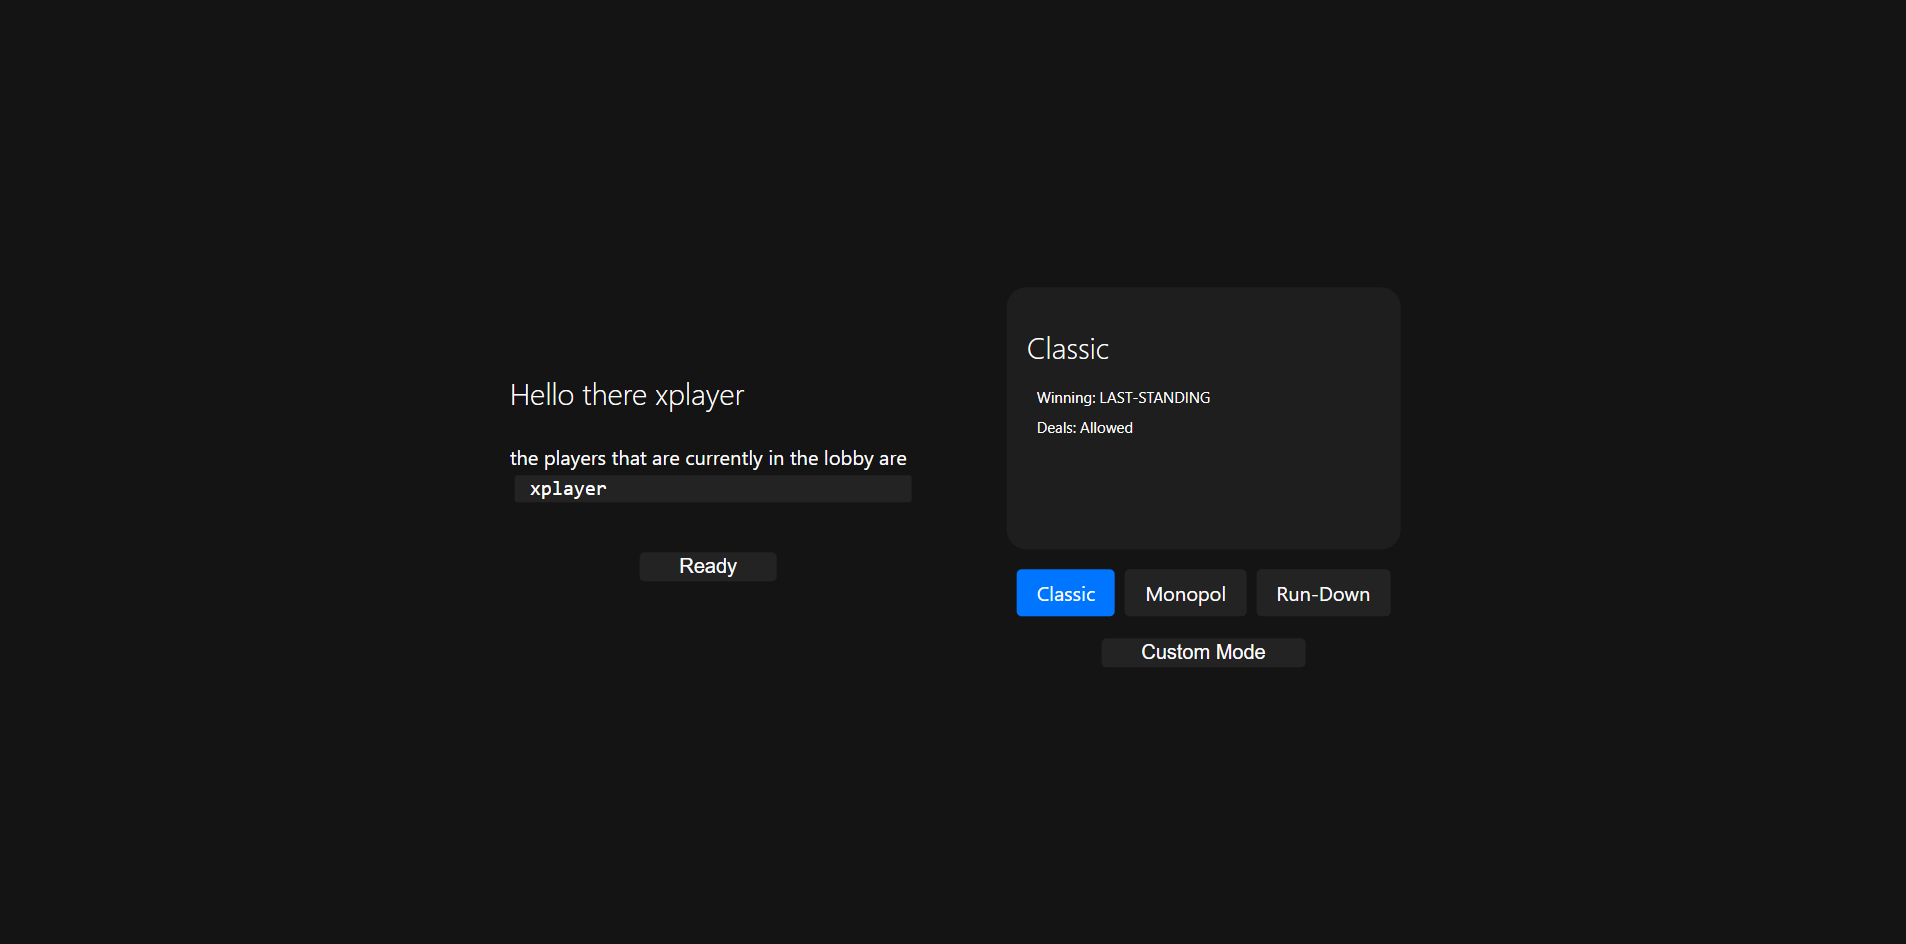 Hello there xplayer
the players that are currently in the lobby are
xplayer
Ready
Classic
Winning: LAST-STANDING
Deals: Allowed
Classic
Monopol
Run-Down
Custom Mode